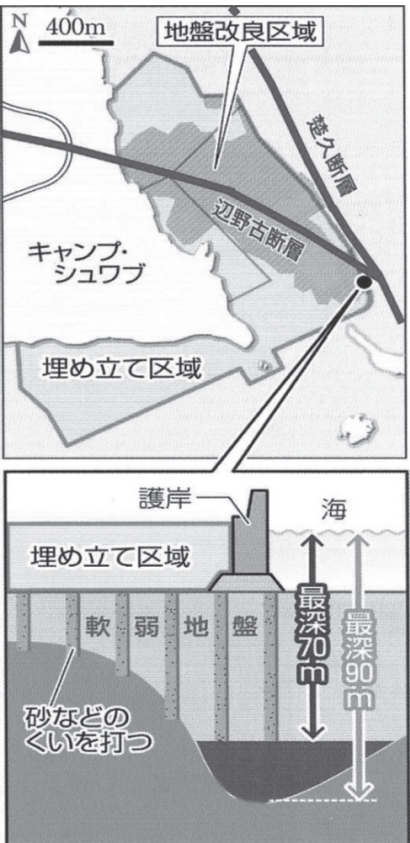 N
400m
地盤改良区域
楚久断層
辺野古断層
キャンプ・
シュワブ
埋め立て区域
護岸
海
埋め立て区域
軟弱地盤
最深70m
最深90m
砂などの
くいを打つ